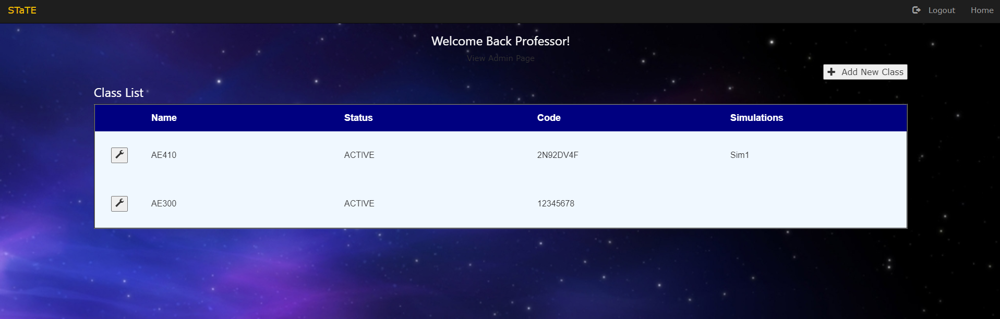 STaTE
Logout Home
Welcome Back Professor!
View Admin Page
Add New Class
Class List
Name Status Code Simulations
AE410 ACTIVE 2N92DV4F Sim1
AE300 ACTIVE 12345678